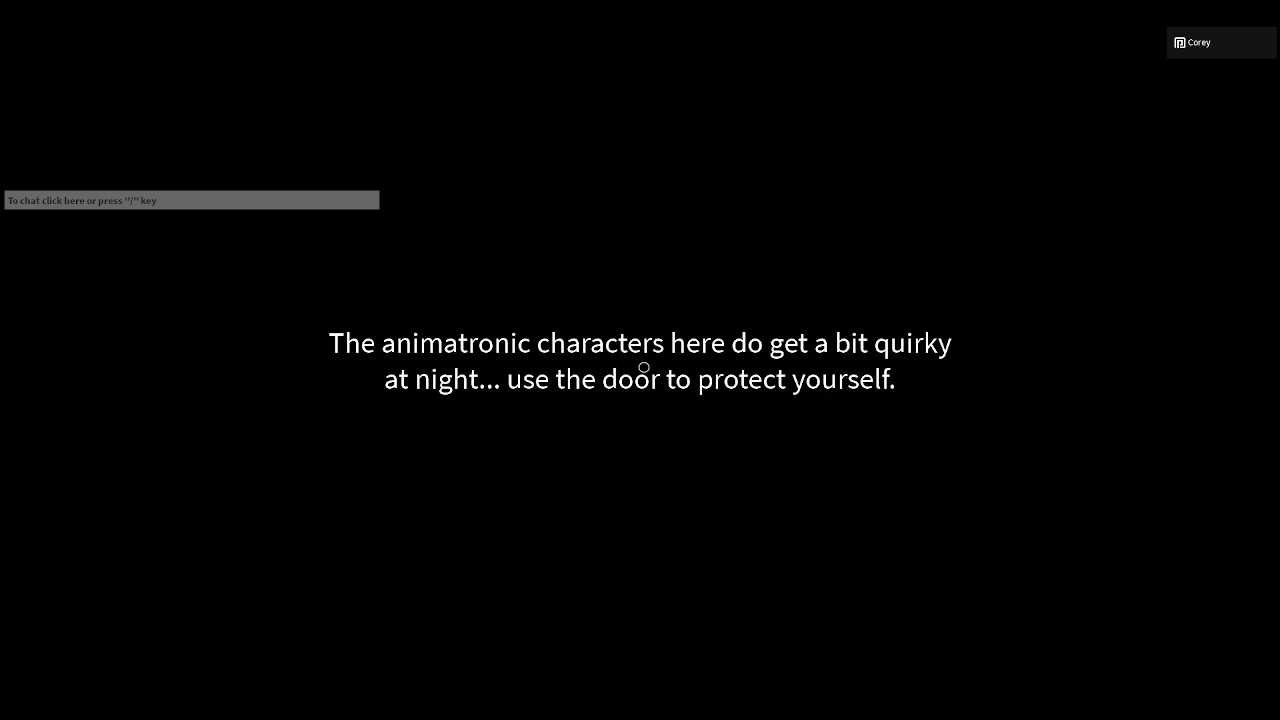 Corey
To chat click here or press "/" key
The animatronic characters here do get a bit quirky
at night... use the door to protect yourself.